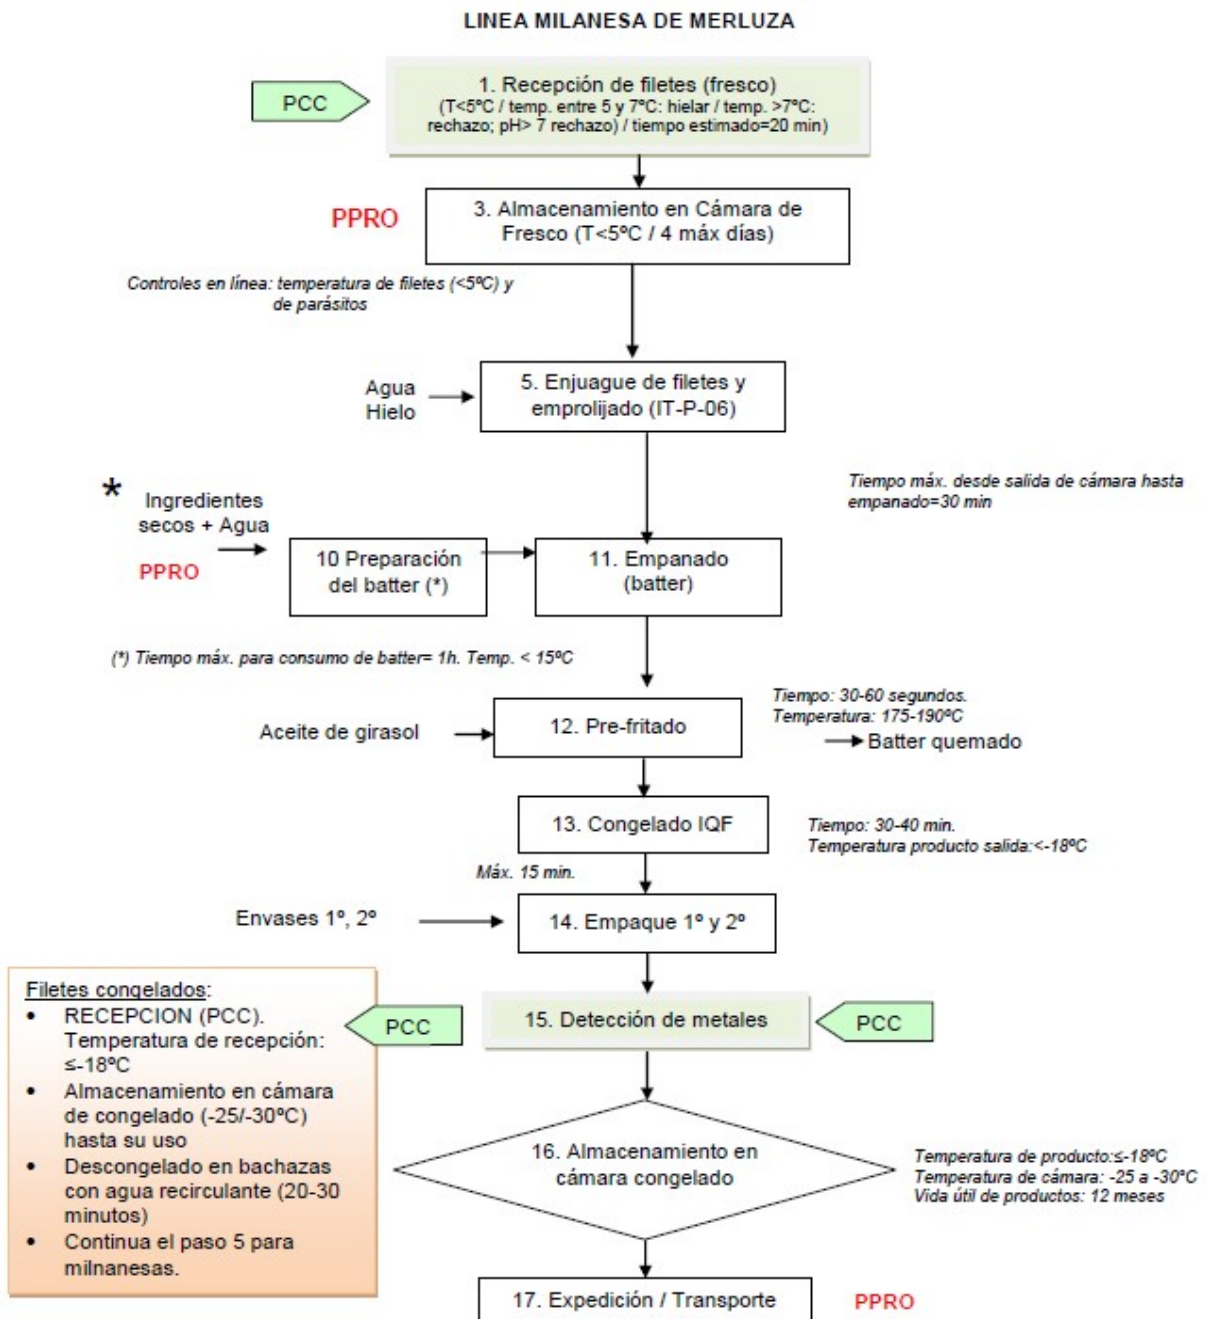 LINEA MILANESA DE MERLUZA
PCC
1. Recepción de filetes (fresco)
(T<5ºC / temp. entre 5 y 7ºC: hielar / temp. >7ºC:
rechazo; pH> 7 rechazo) / tiempo estimado=20 min)
PPRO
3. Almacenamiento en Cámara de
Fresco (T<5ºC / 4 máx días)
Controles en línea: temperatura de filetes (<5ºC) y
de parásitos
Agua
Hielo
5. Enjuague de filetes y
emprolijado (IT-P-06)
Tiempo máx. desde salida de cámara hasta
empanado=30 min
*
Ingredientes
secos + Agua
PPRO
10 Preparación
del batter (*)
11. Empanado
(batter)
(*) Tiempo máx. para consumo de batter= 1h. Temp. < 15ºC
Aceite de girasol
12. Pre-fritado
Tiempo: 30-60 segundos.
Temperatura: 175-190ºC
Batter quemado
13. Congelado IQF
Tiempo: 30-40 min.
Temperatura producto salida:<-18ºC
Máx. 15 min.
Envases 1º, 2º
14. Empaque 1º y 2º
Filetes congelados:
• RECEPCION (PCC).
Temperatura de recepción:
≤-18ºC
• Almacenamiento en cámara
de congelado (-25/-30ºC)
hasta su uso
• Descongelado en bachazas
con agua recirculante (20-30
minutos)
• Continua el paso 5 para
milnanesas.
PCC
15. Detección de metales
PCC
16. Almacenamiento en
cámara congelado
Temperatura de producto:≤-18ºC
Temperatura de cámara: -25 a -30°C
Vida útil de productos: 12 meses
17. Expedición / Transporte
PPRO